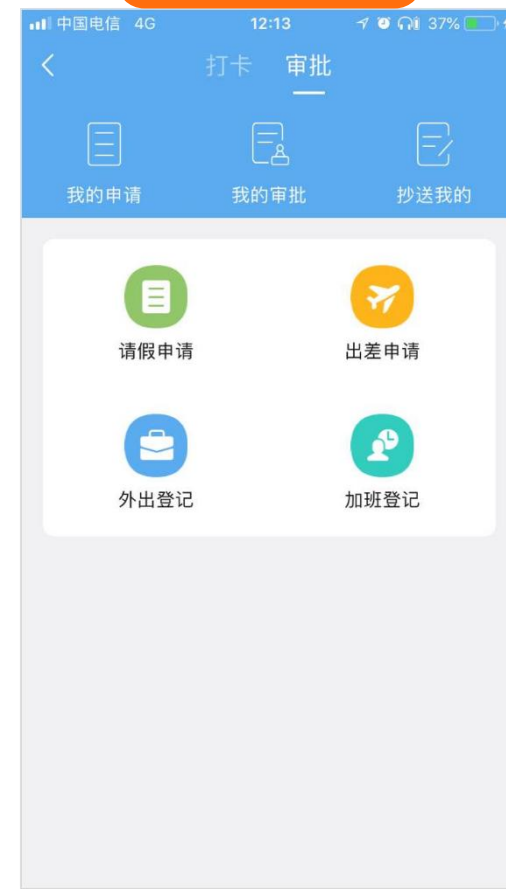 中国电信 4G 12:13 37%
打卡 审批
我的申请 我的审批 抄送我的
请假申请 出差申请
外出登记 加班登记